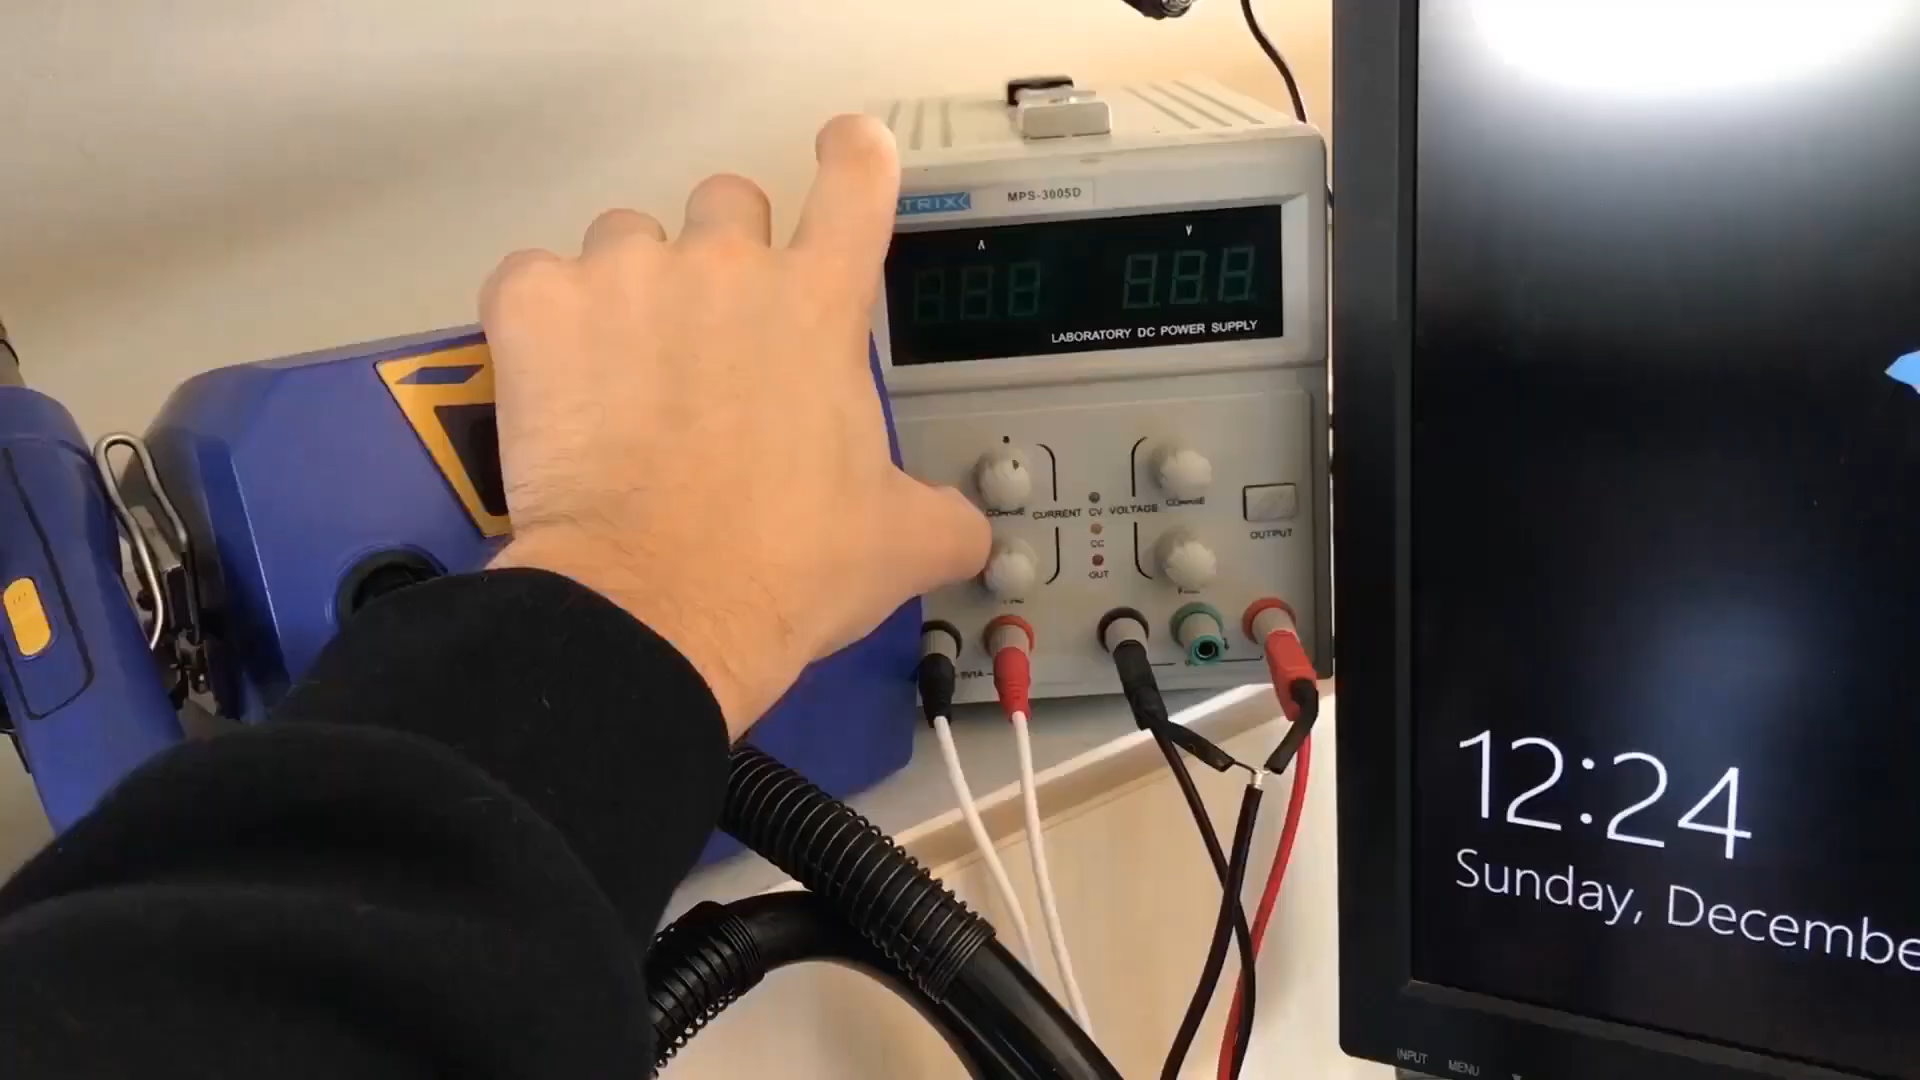 MPS-3005D
A V
LABORATORY DC POWER SUPPLY
CURRENT CV VOLTAGE
CC
OUT
OUTPUT
12:24
Sunday, Decembe
INPUT MENU